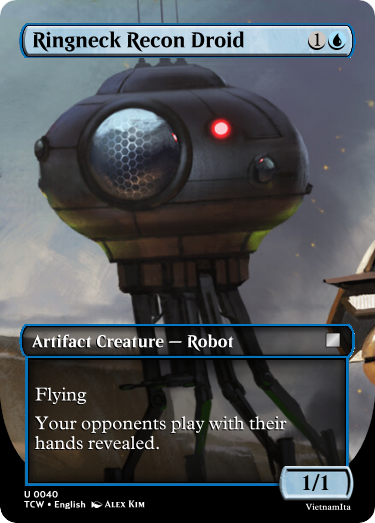 Ringneck Recon Droid 1
Artifact Creature — Robot
Flying
Your opponents play with their
hands revealed.
1/1
U 0040
TCW • English ALEX KIM
VietnamIta